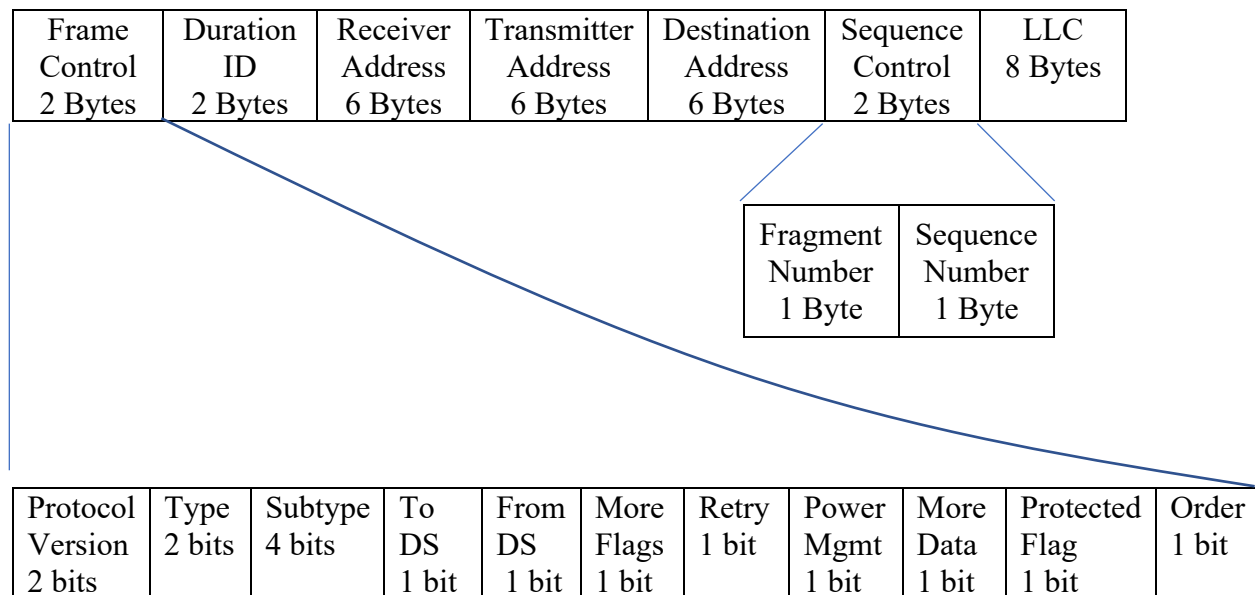 Frame Control 2 Bytes
Duration ID 2 Bytes
Receiver Address 6 Bytes
Transmitter Address 6 Bytes
Destination Address 6 Bytes
Sequence Control 2 Bytes
LLC 8 Bytes
Fragment Number 1 Byte
Sequence Number 1 Byte
Protocol Version 2 bits
Type 2 bits
Subtype 4 bits
To DS 1 bit
From DS 1 bit
More Flags 1 bit
Retry 1 bit
Power Mgmt 1 bit
More Data 1 bit
Protected Flag 1 bit
Order 1 bit